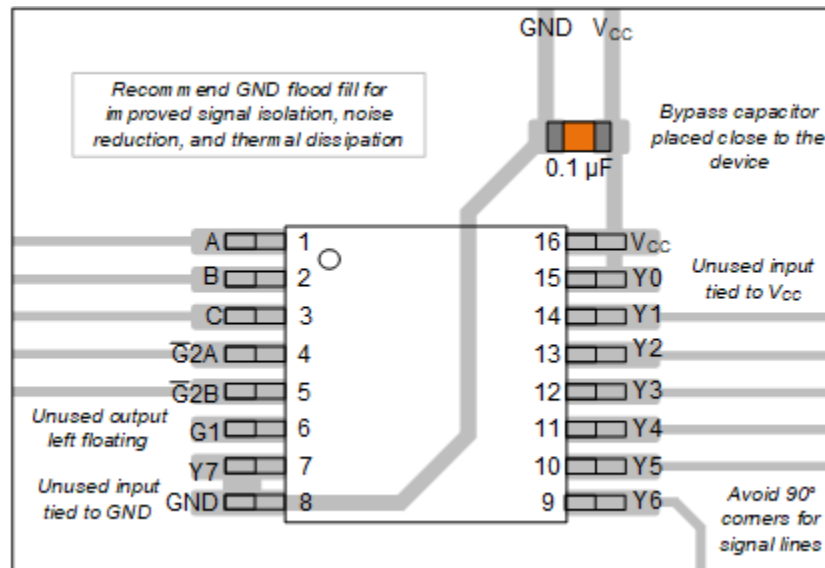 GND VCC
Recommend GND flood fill for
improved signal isolation, noise
reduction, and thermal dissipation
Bypass capacitor
placed close to the
device
0.1 µF
A 1 16 VCC
B 2 15 Y0
Unused input
tied to VCC
C 3 14 Y1
G̅2A 4 13 Y2
G̅2B 5 12 Y3
Unused output
left floating
G1 6 11 Y4
Y7 7 10 Y5
Unused input
tied to GND
GND 8 9 Y6
Avoid 90°
corners for
signal lines